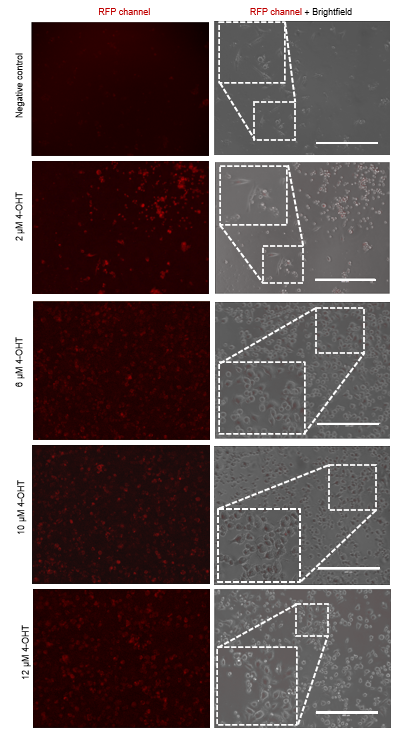 RFP channel
RFP channel + Brightfield
Negative control
2 µM 4-OHT
6 µM 4-OHT
10 µM 4-OHT
12 µM 4-OHT